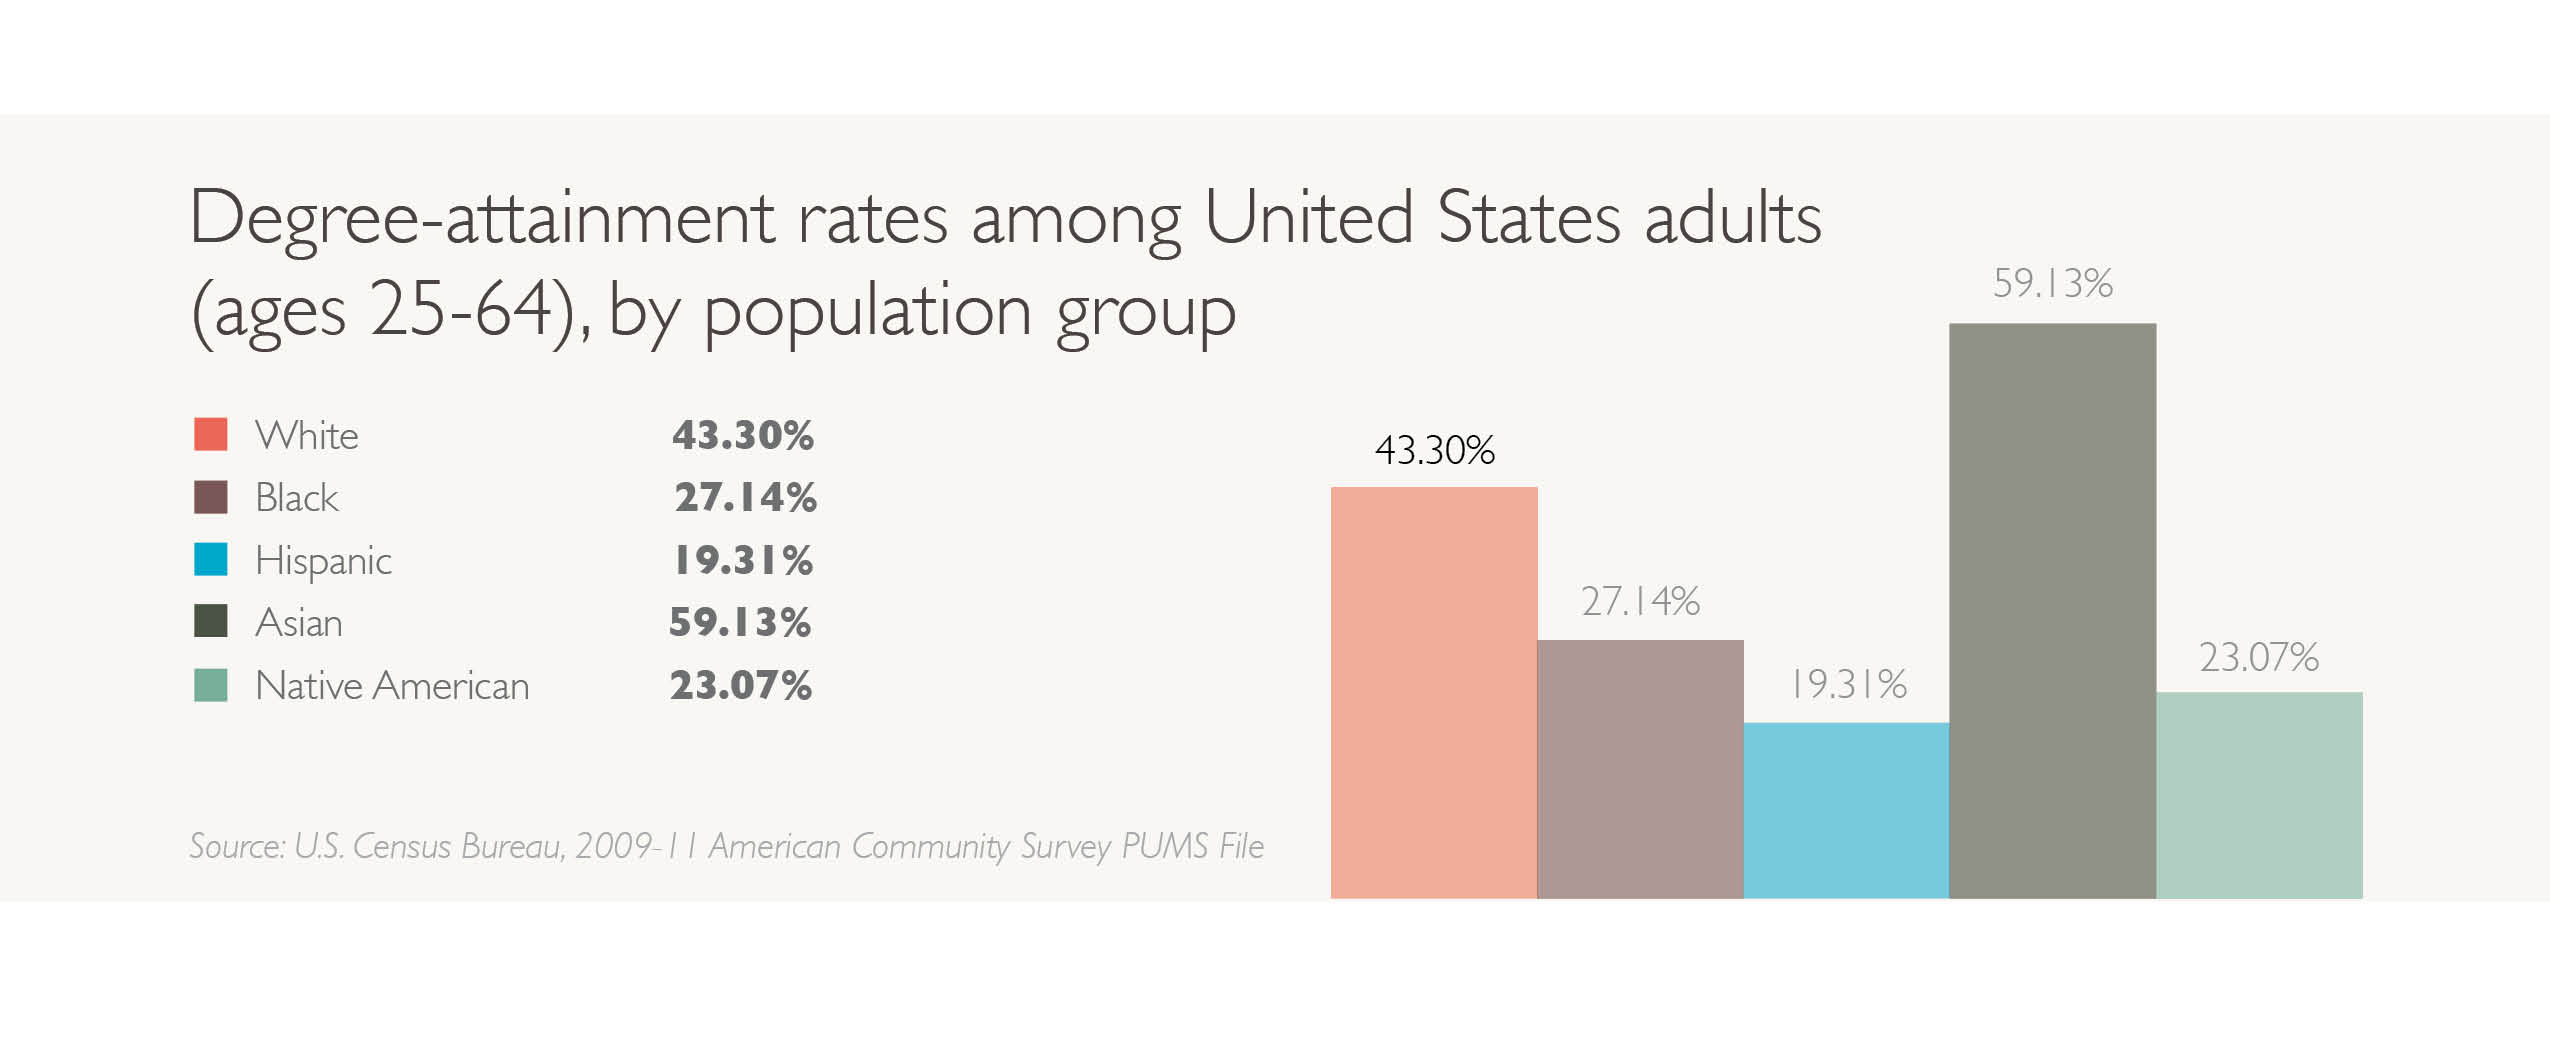 Degree-attainment rates among United States adults
(ages 25-64), by population group
White 43.30%
Black 27.14%
Hispanic 19.31%
Asian 59.13%
Native American 23.07%
Source: U.S. Census Bureau, 2009-11 American Community Survey PUMS File
43.30%
27.14%
19.31%
59.13%
23.07%